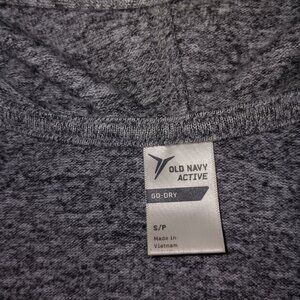 OLD NAVY
ACTIVE
GO-DRY
S/P
Made in
Vietnam